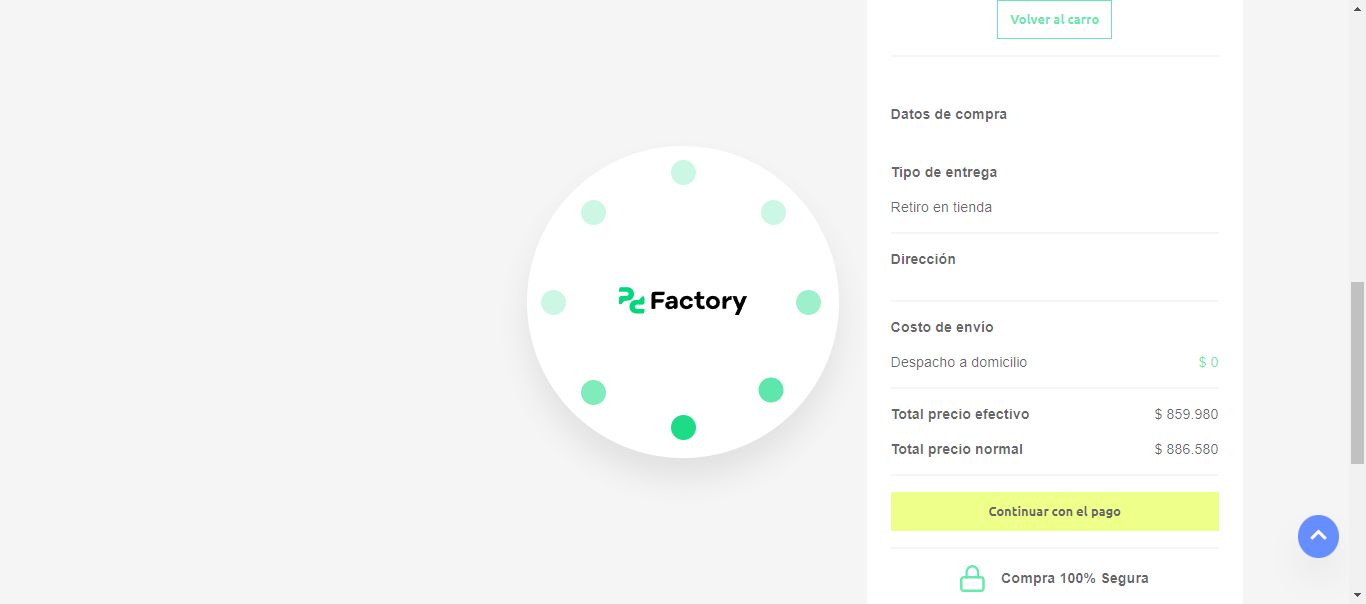 Volver al carro
Datos de compra
Tipo de entrega
Retiro en tienda
Dirección
Costo de envío
Despacho a domicilio $ 0
Total precio efectivo $ 859.980
Total precio normal $ 886.580
Continuar con el pago
Compra 100% Segura
Factory